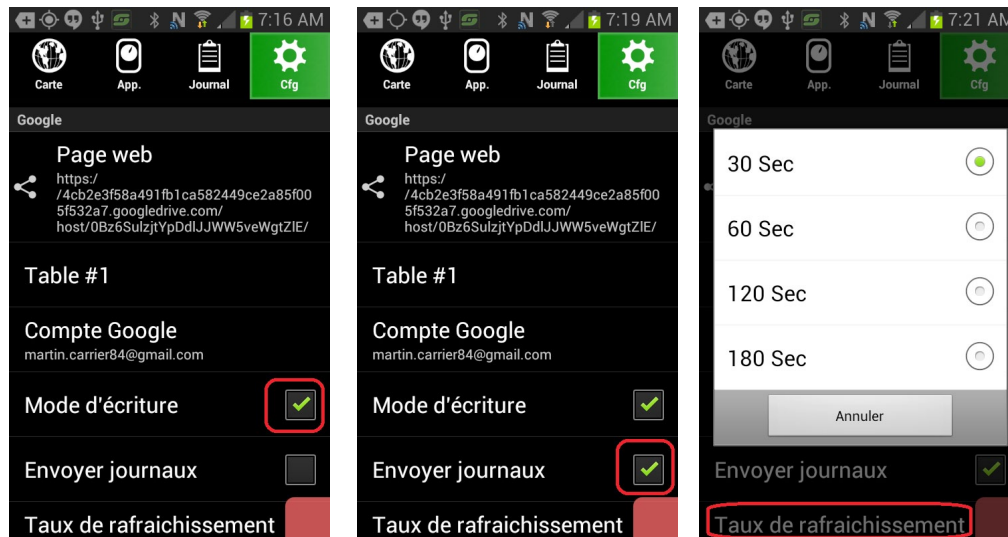 7:16 AM
Carte App. Journal Cfg
Google
Page web
https:/
/4cb2e3f58a491fb1ca582449ce2a85f00
5f532a7.googledrive.com/
host/0Bz6SulzjtYpDdlJJWW5veWgtZlE/
Table #1
Compte Google
martin.carrier84@gmail.com
Mode d'écriture
Envoyer journaux
Taux de rafraichissement
7:19 AM
Carte App. Journal Cfg
Google
Page web
https:/
/4cb2e3f58a491fb1ca582449ce2a85f00
5f532a7.googledrive.com/
host/0Bz6SulzjtYpDdlJJWW5veWgtZlE/
Table #1
Compte Google
martin.carrier84@gmail.com
Mode d'écriture
Envoyer journaux
Taux de rafraichissement
7:21 AM
Carte App. Journal Cfg
Google
30 Sec
60 Sec
120 Sec
180 Sec
Annuler
Envoyer journaux
Taux de rafraichissement